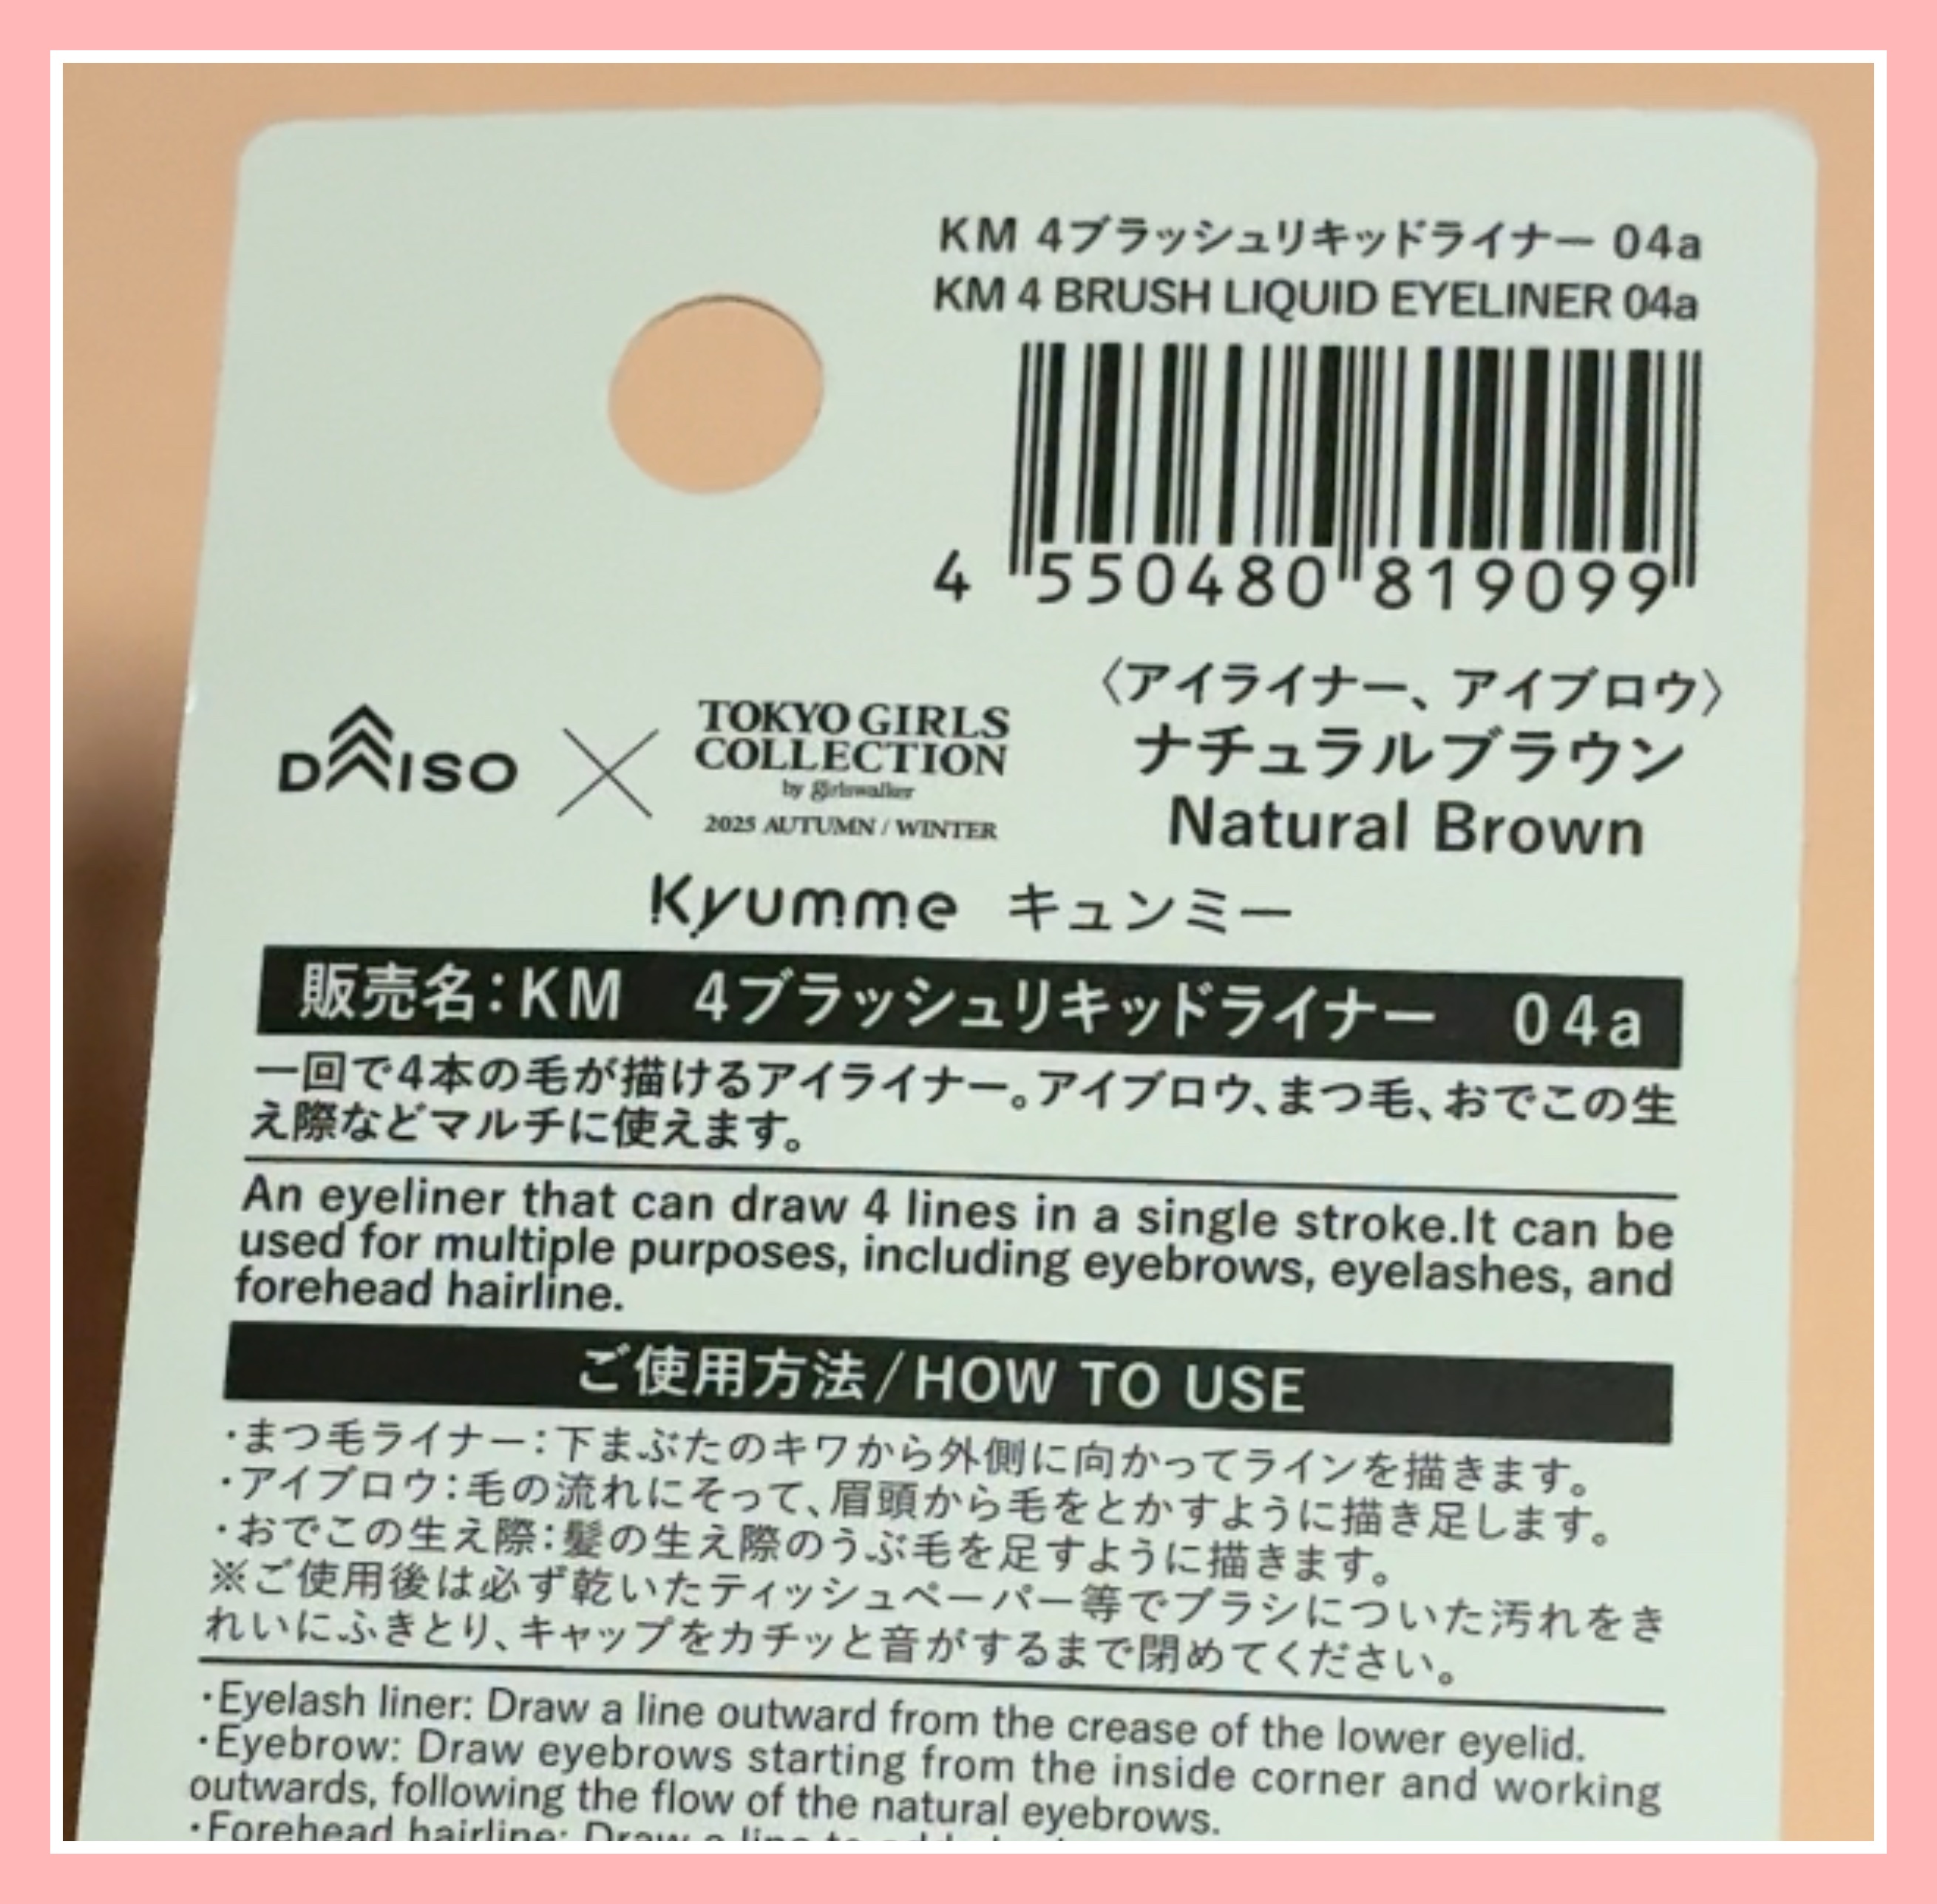 KM 4ブラッシュリキッドライナー 04a
KM 4 BRUSH LIQUID EYELINER 04a
4 550480 819099
〈アイライナー、アイブロウ〉
ナチュラルブラウン
Natural Brown
DAISO
TOKYO GIRLS
COLLECTION
by girlswalker
2025 AUTUMN / WINTER
Kyumme キュンミー
販売名:KM 4ブラッシュリキッドライナー 04a
一回で4本の毛が描けるアイライナー。アイブロウ、まつ毛、おでこの生
え際などマルチに使えます。
An eyeliner that can draw 4 lines in a single stroke.It can be
used for multiple purposes, including eyebrows, eyelashes, and
forehead hairline.
ご使用方法/HOW TO USE
・まつ毛ライナー:下まぶたのキワから外側に向かってラインを描きます。
・アイブロウ:毛の流れにそって、眉頭から毛をとかすように描き足します。
・おでこの生え際:髪の生え際のうぶ毛を足すように描きます。
※ご使用後は必ず乾いたティッシュペーパー等でブラシについた汚れをき
れいにふきとり、キャップをカチッと音がするまで閉めてください。
・Eyelash liner: Draw a line outward from the crease of the lower eyelid.
・Eyebrow: Draw eyebrows starting from the inside corner and working
outwards, following the flow of the natural eyebrows.
・Forehead hairline: Draw a line to